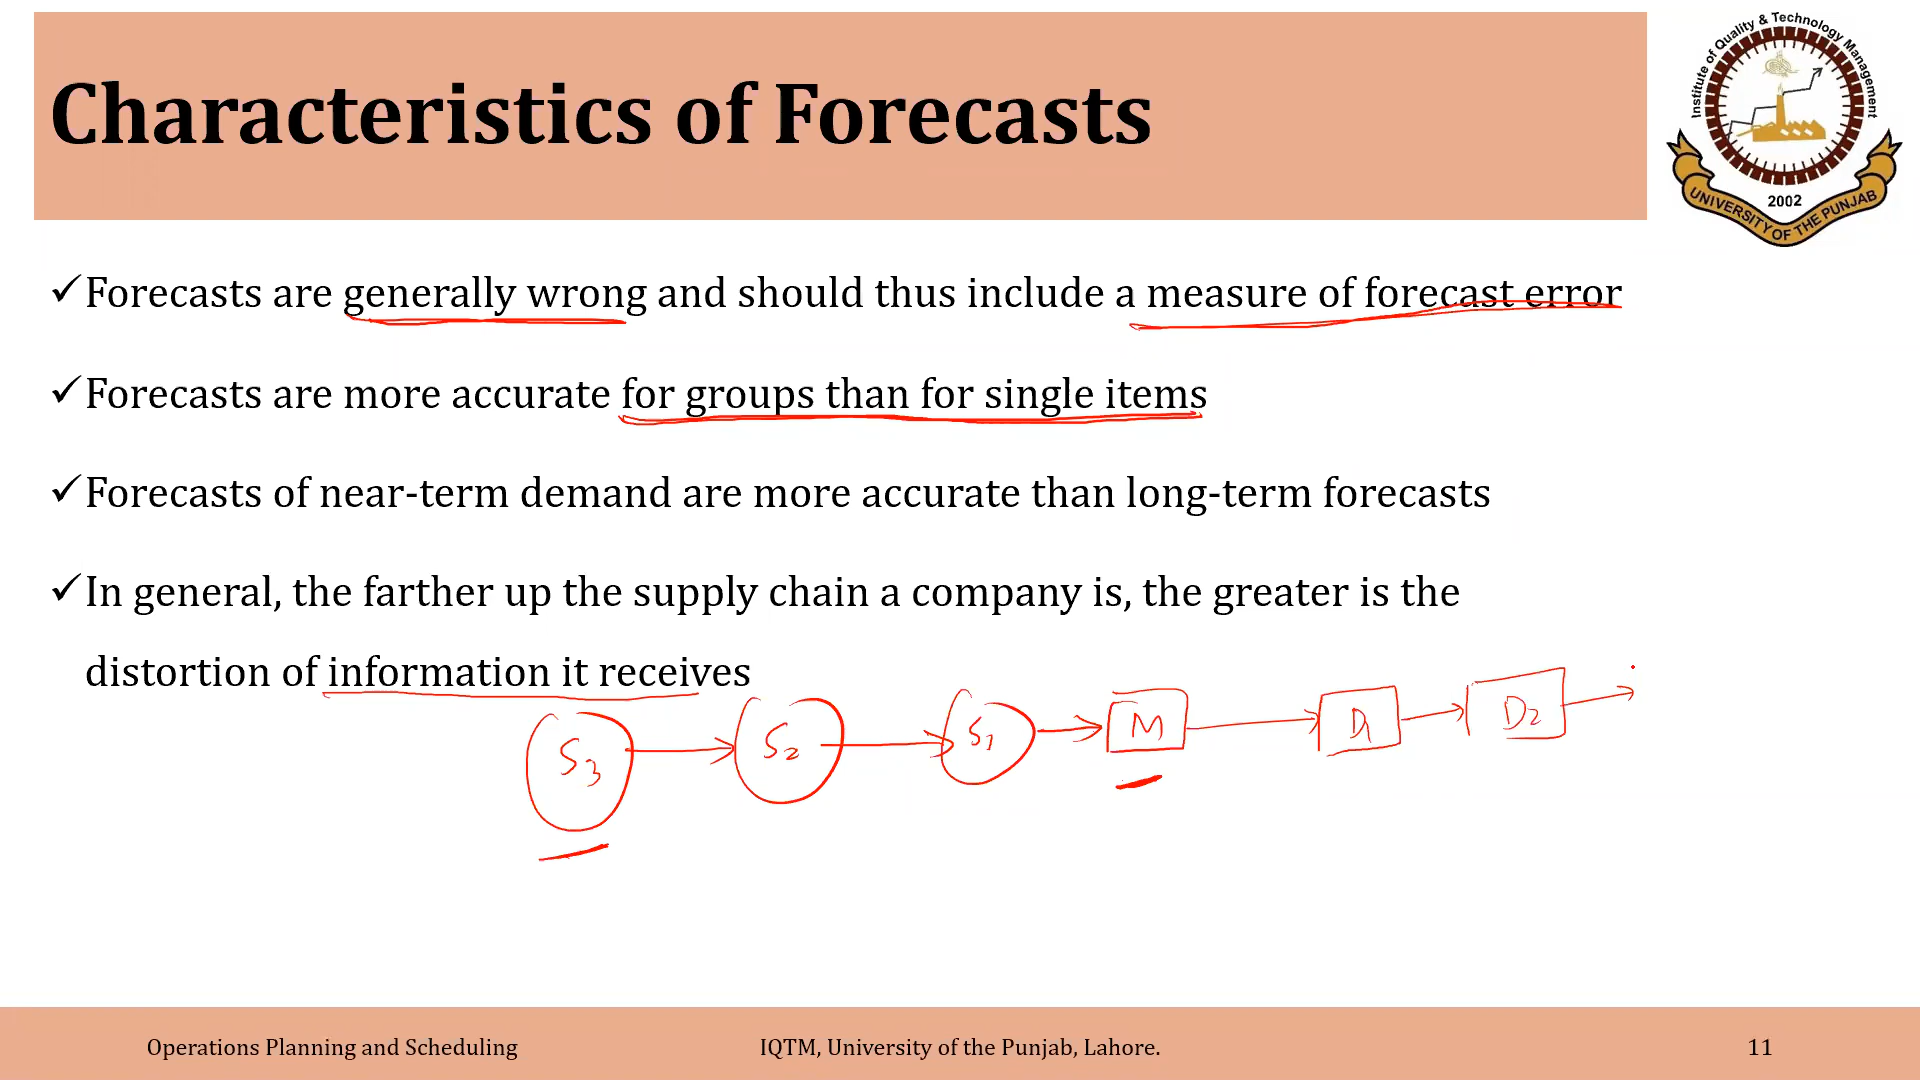 Characteristics of Forecasts
Institute of Quality & Technology Management
2002
UNIVERSITY OF THE PUNJAB
✓Forecasts are generally wrong and should thus include a measure of forecast error
✓Forecasts are more accurate for groups than for single items
✓Forecasts of near-term demand are more accurate than long-term forecasts
✓In general, the farther up the supply chain a company is, the greater is the
distortion of information it receives
S3 S2 S1 M D1 D2
Operations Planning and Scheduling IQTM, University of the Punjab, Lahore. 11